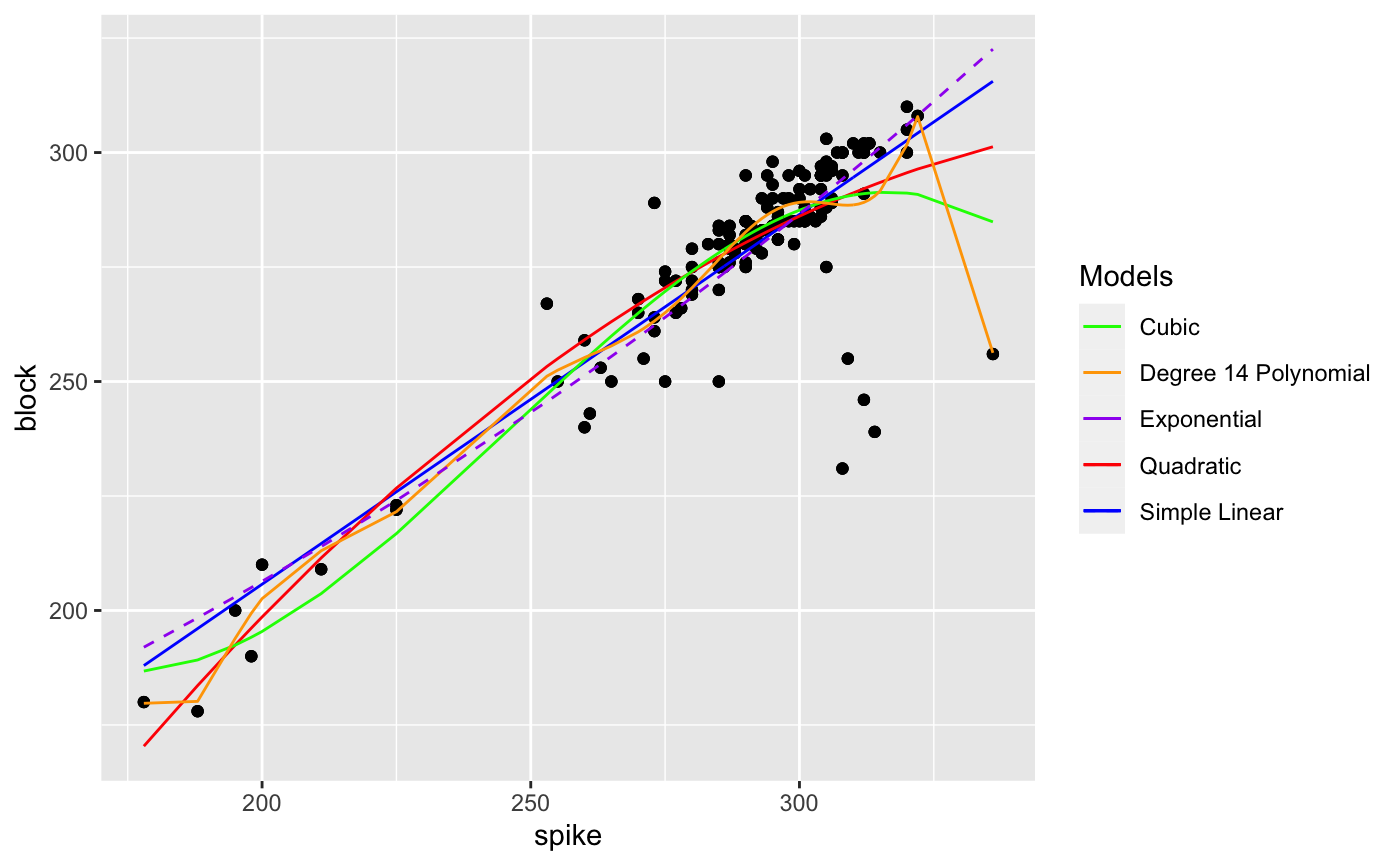 300
250
200
block
200
250
300
spike
Models
Cubic
Degree 14 Polynomial
Exponential
Quadratic
Simple Linear